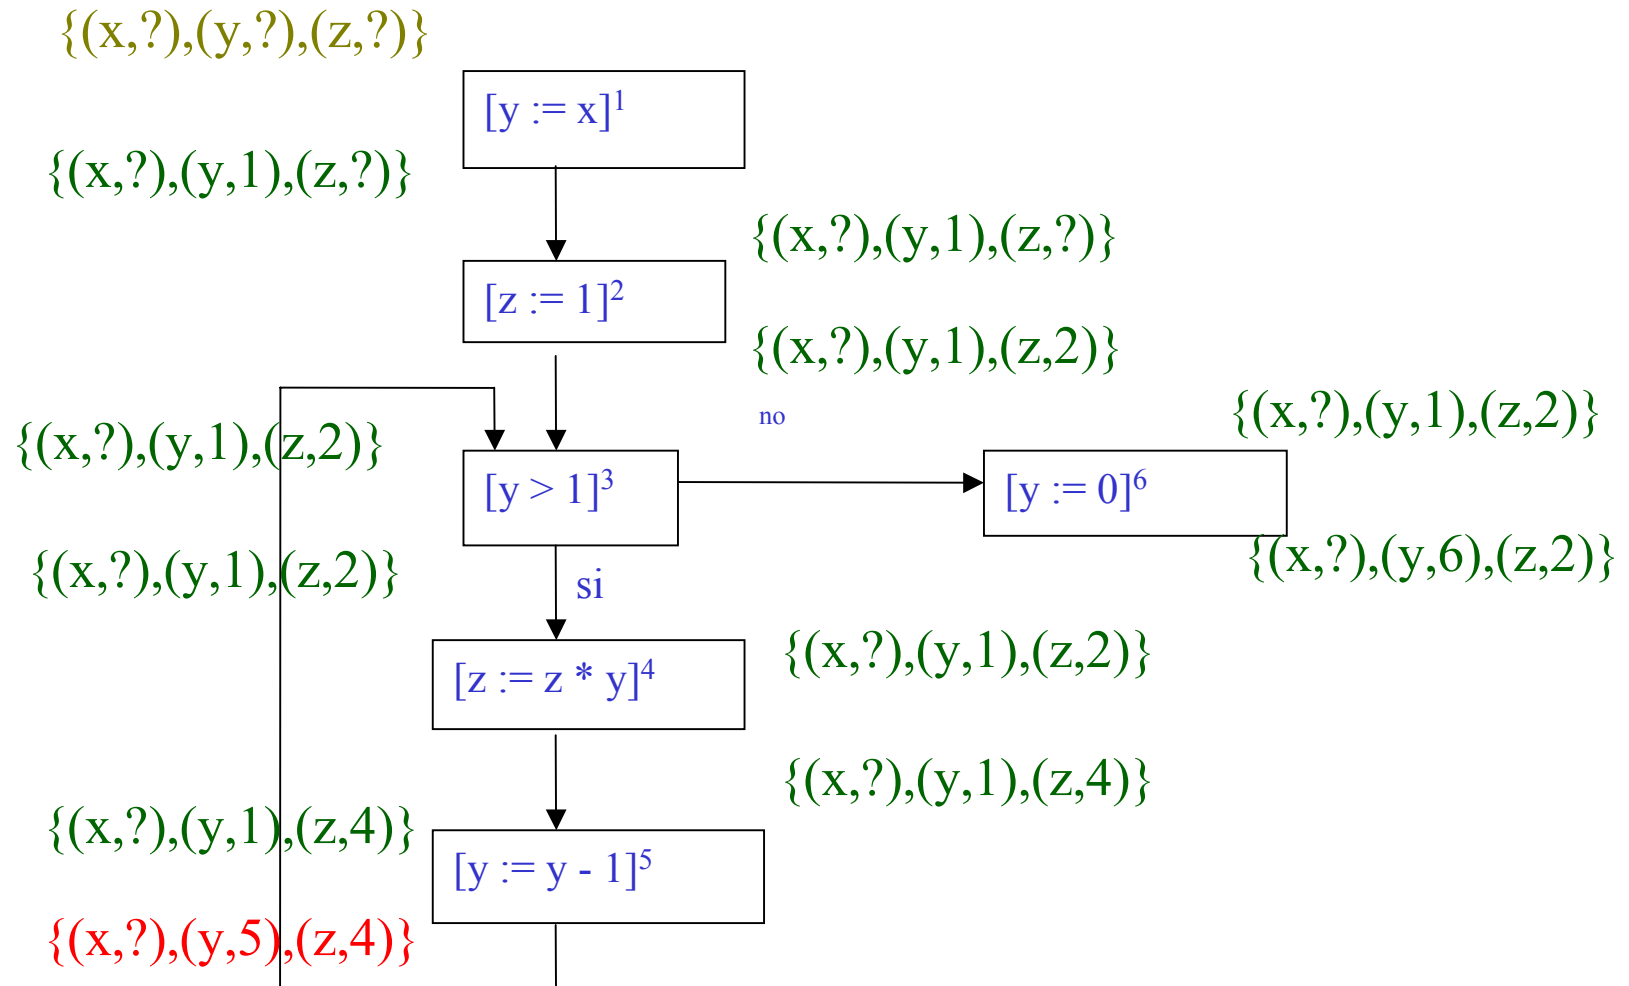 {(x,?),(y,?),(z,?)}
[y := x]1
{(x,?),(y,1),(z,?)}
{(x,?),(y,1),(z,?)}
[z := 1]2
{(x,?),(y,1),(z,2)}
no
{(x,?),(y,1),(z,2)}
{(x,?),(y,1),(z,2)}
[y > 1]3
[y := 0]6
{(x,?),(y,6),(z,2)}
{(x,?),(y,1),(z,2)}
si
{(x,?),(y,1),(z,2)}
[z := z * y]4
{(x,?),(y,1),(z,4)}
{(x,?),(y,1),(z,4)}
[y := y - 1]5
{(x,?),(y,5),(z,4)}